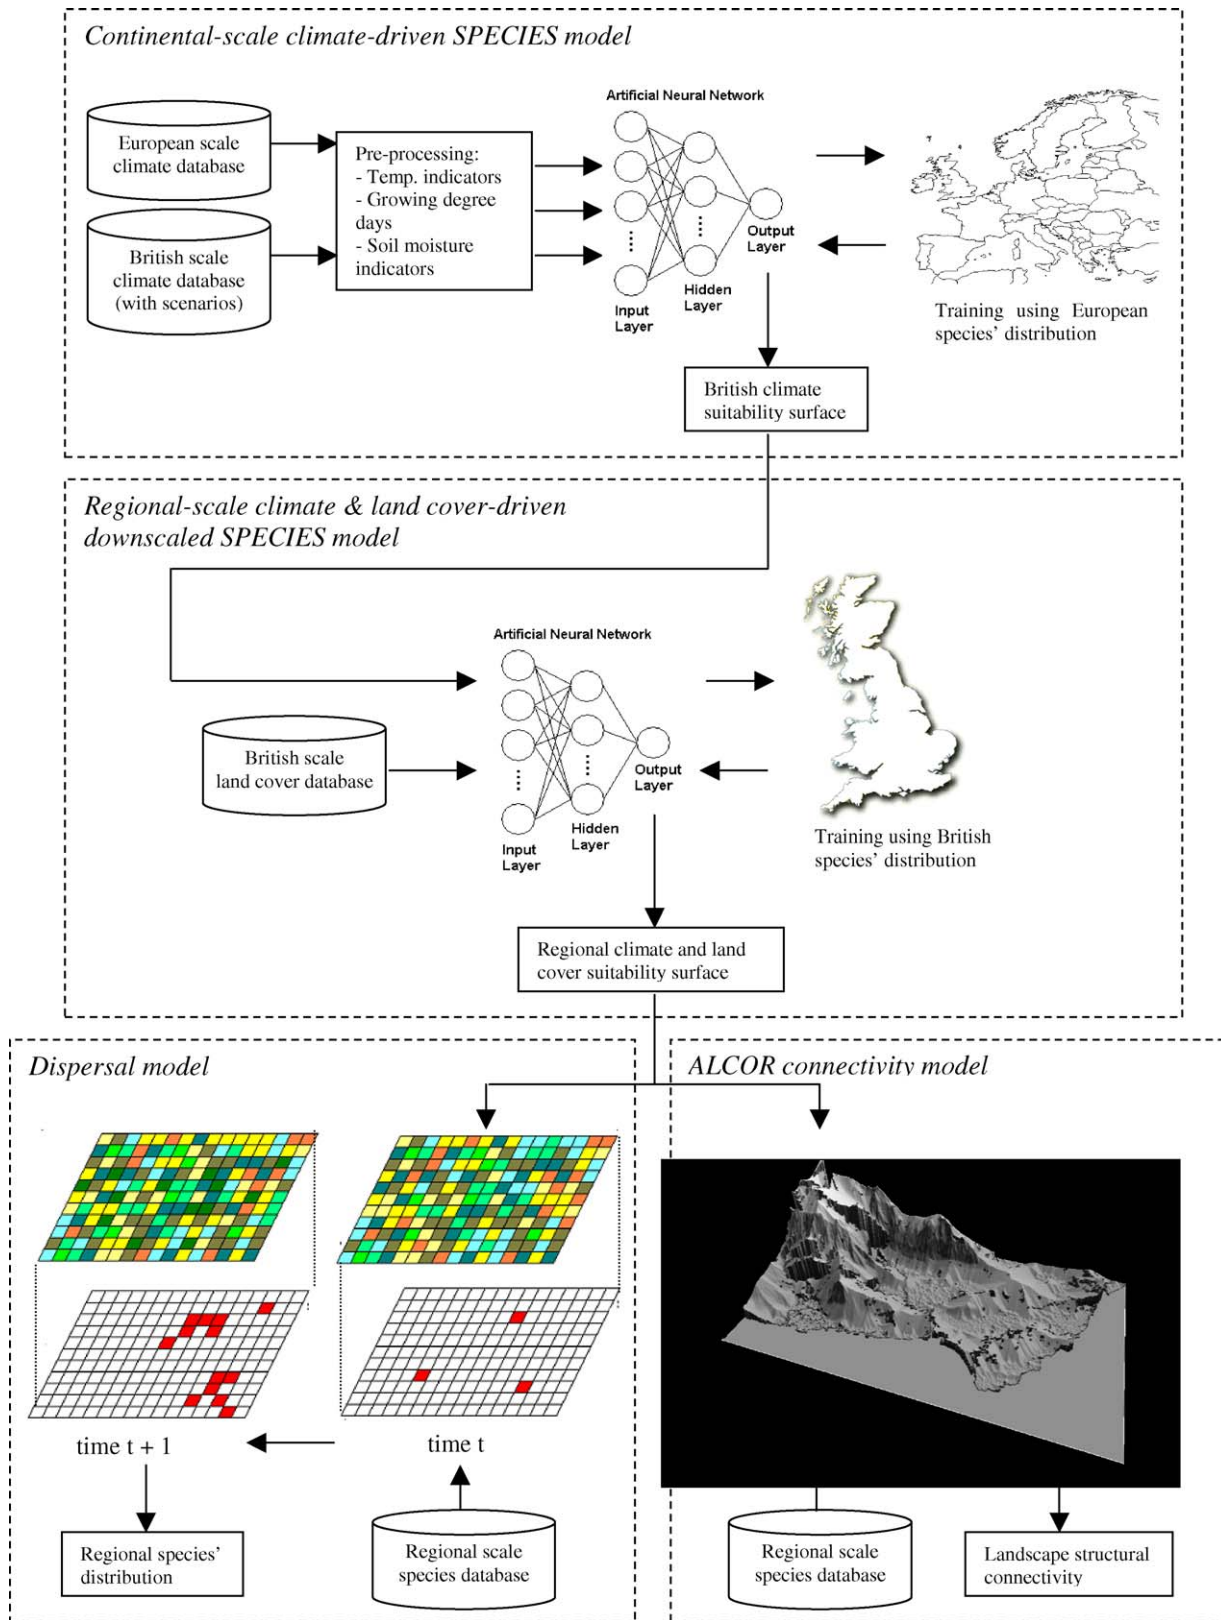 Continental-scale climate-driven SPECIES model
European scale
climate database
British scale
climate database
(with scenarios)
Pre-processing:
- Temp. indicators
- Growing degree
days
- Soil moisture
indicators
Artificial Neural Network
Input
Layer
Hidden
Layer
Output
Layer
Training using European
species' distribution
British climate
suitability surface
Regional-scale climate & land cover-driven
downscaled SPECIES model
Artificial Neural Network
British scale
land cover database
Input
Layer
Hidden
Layer
Output
Layer
Training using British
species' distribution
Regional climate and land
cover suitability surface
Dispersal model
time t + 1
time t
Regional species'
distribution
Regional scale
species database
ALCOR connectivity model
Regional scale
species database
Landscape structural
connectivity